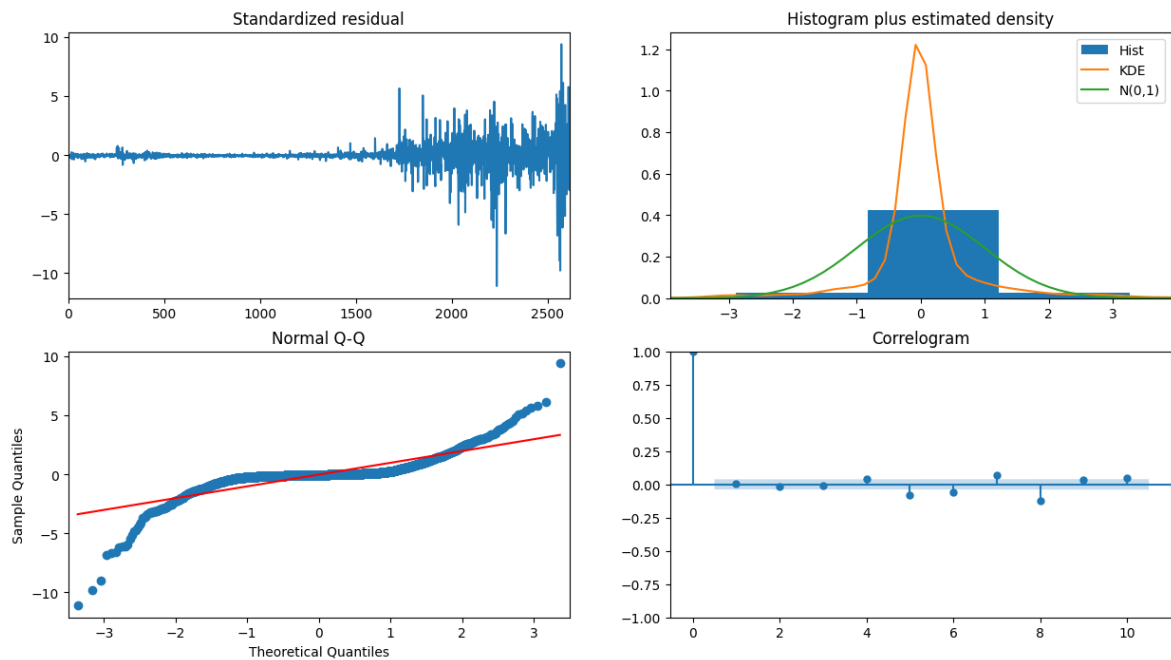 Standardized residual
10
5
0
−5
−10
0 500 1000 1500 2000 2500
Histogram plus estimated density
1.2
1.0
0.8
0.6
0.4
0.2
0.0
Hist
KDE
N(0,1)
−3 −2 −1 0 1 2 3
Normal Q-Q
Sample Quantiles
10
5
0
−5
−10
−3 −2 −1 0 1 2 3
Theoretical Quantiles
Correlogram
1.00
0.75
0.50
0.25
0.00
−0.25
−0.50
−0.75
−1.00
0 2 4 6 8 10